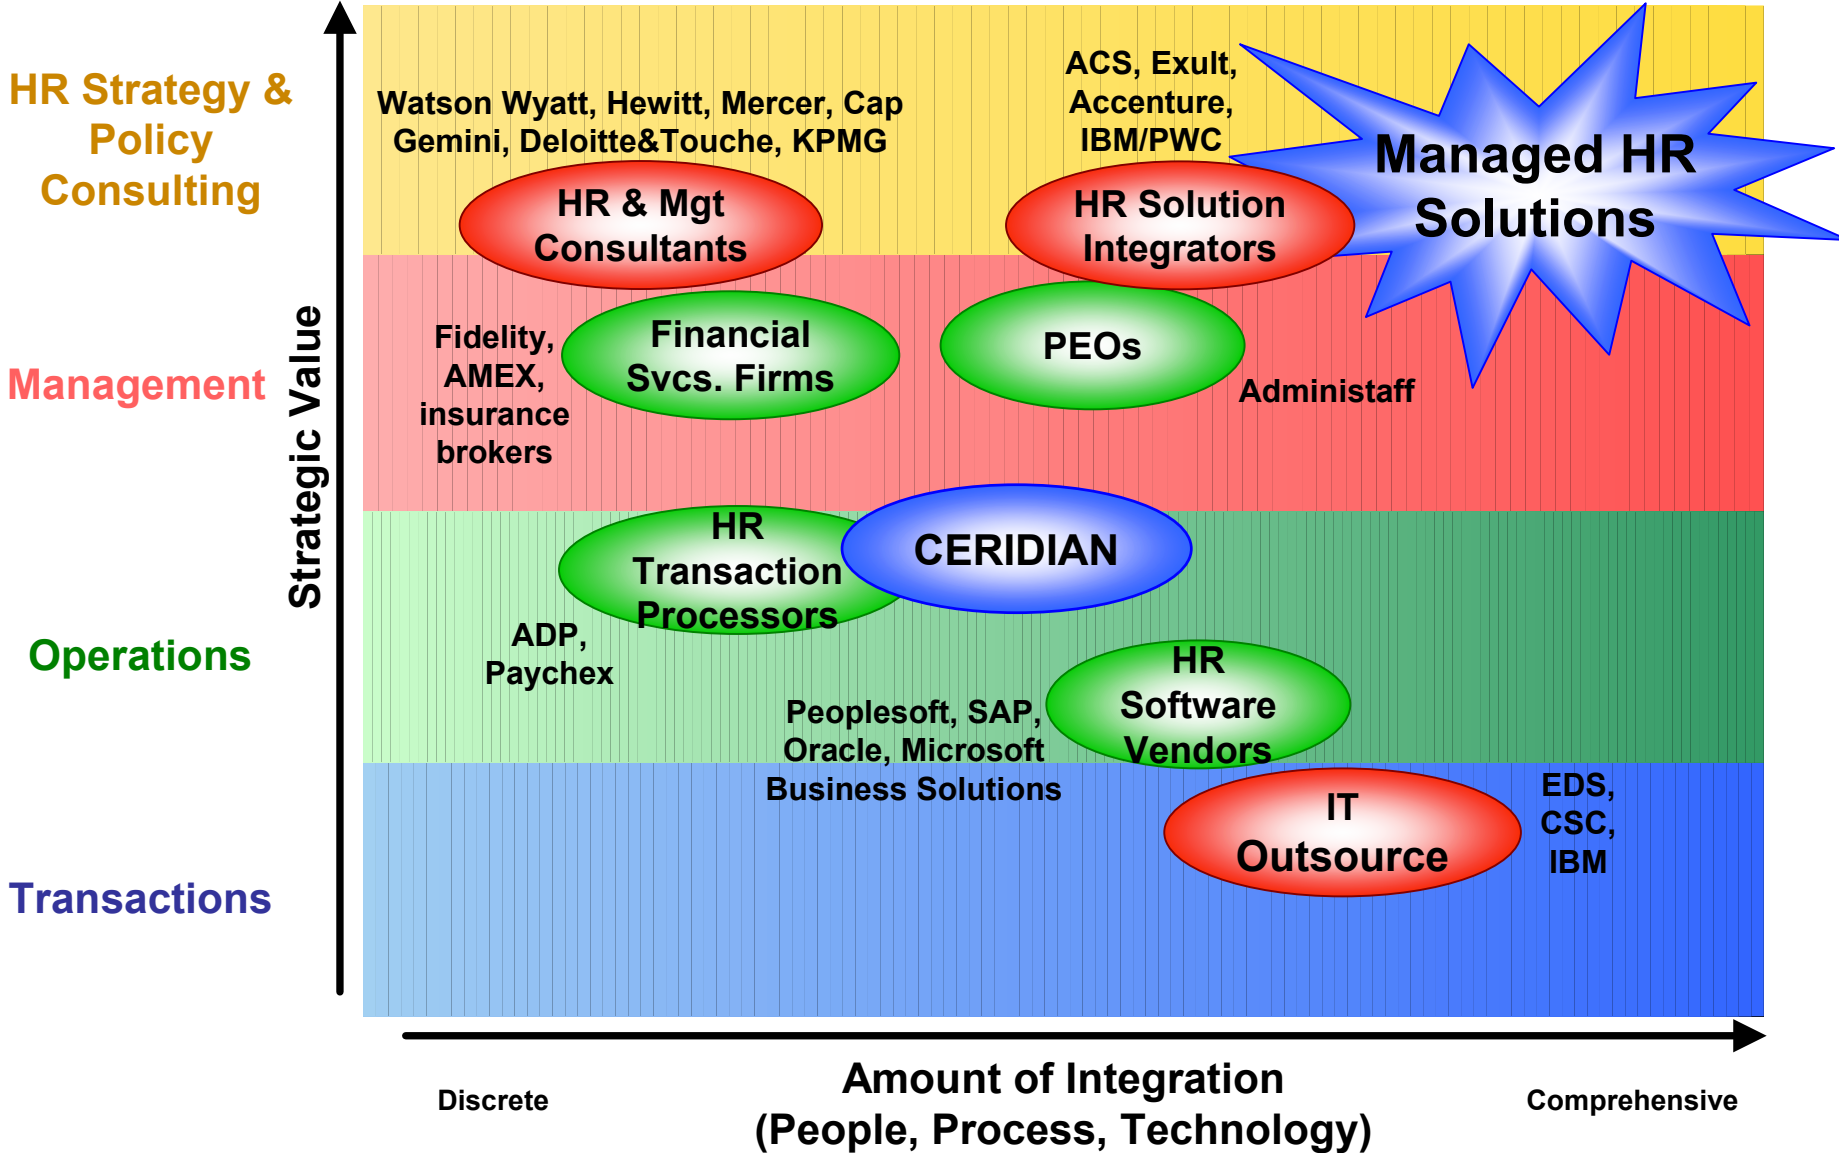 HR Strategy &
Policy
Consulting
Management
Operations
Transactions
Strategic Value
Watson Wyatt, Hewitt, Mercer, Cap
Gemini, Deloitte&Touche, KPMG
HR & Mgt
Consultants
ACS, Exult,
Accenture,
IBM/PWC
HR Solution
Integrators
Managed HR
Solutions
Fidelity,
AMEX,
insurance
brokers
Financial
Svcs. Firms
PEOs
Administaff
HR
Transaction
Processors
CERIDIAN
ADP,
Paychex
HR
Software
Vendors
Peoplesoft, SAP,
Oracle, Microsoft
Business Solutions
IT
Outsource
EDS,
CSC,
IBM
Discrete
Amount of Integration
(People, Process, Technology)
Comprehensive